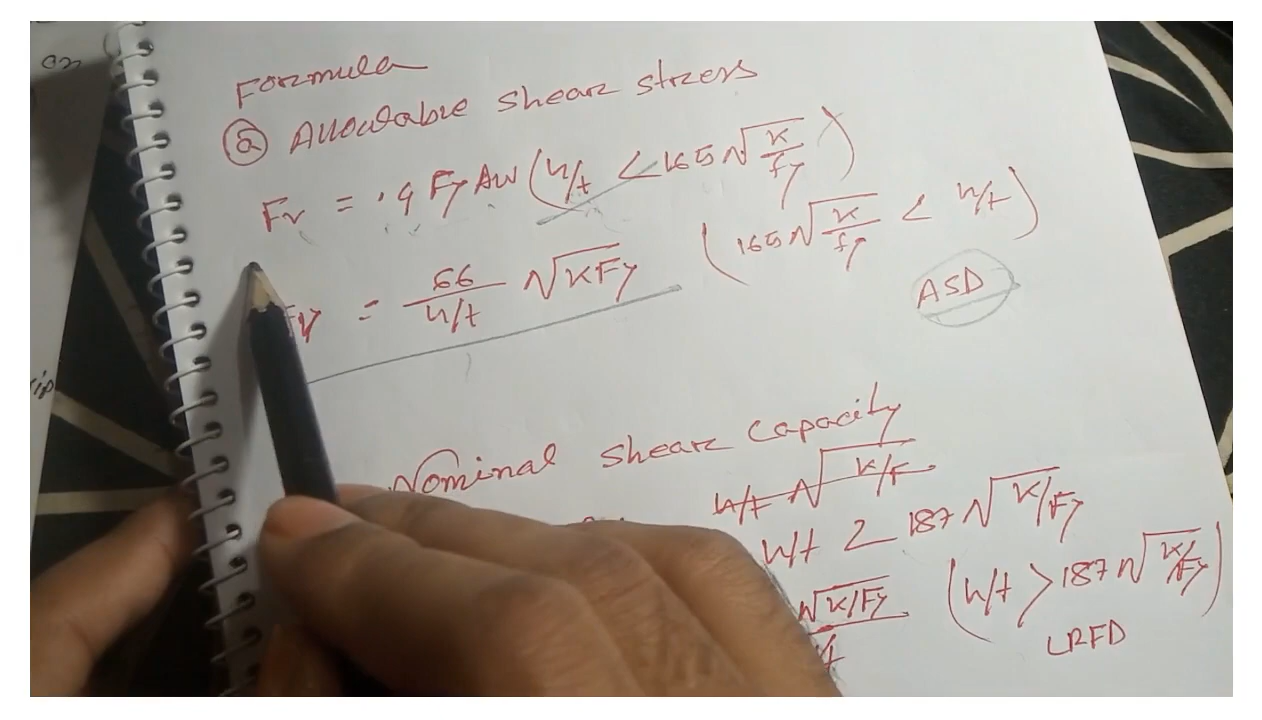 Formula
ⓐ Allowable shear stress
Fv = .4 Fy Aw (h/t < 165 √(K/fy))
Fv = 66/(h/t) √(KFy) (165 √(K/fy) < h/t)
ASD
Nominal shear capacity
h/t √(K/F
h/t < 187 √(K/Fy
√(K/Fy) (h/t > 187 √(K/Fy))
LRFD